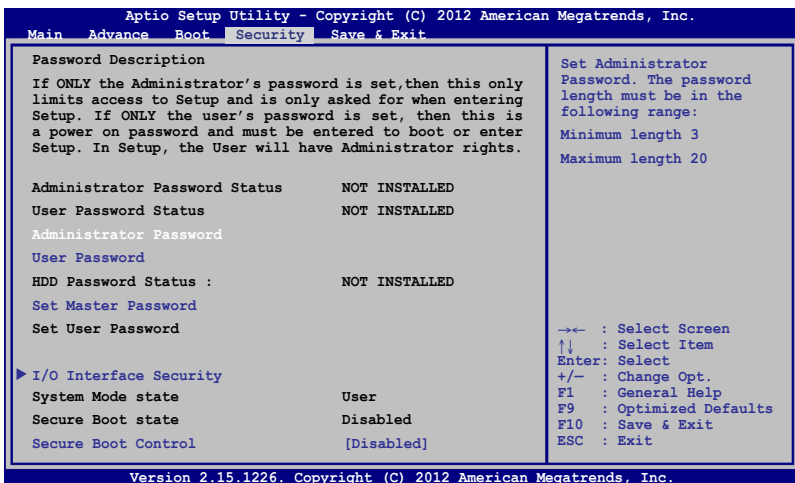 Aptio Setup Utility - Copyright (C) 2012 American Megatrends, Inc.
Main Advance Boot Security Save & Exit
Password Description
If ONLY the Administrator's password is set,then this only
limits access to Setup and is only asked for when entering
Setup. If ONLY the user's password is set, then this is
a power on password and must be entered to boot or enter
Setup. In Setup, the User will have Administrator rights.
Administrator Password Status NOT INSTALLED
User Password Status NOT INSTALLED
Administrator Password
User Password
HDD Password Status : NOT INSTALLED
Set Master Password
Set User Password
I/O Interface Security
System Mode state User
Secure Boot state Disabled
Secure Boot Control [Disabled]
Set Administrator
Password. The password
length must be in the
following range:
Minimum length 3
Maximum length 20
→← : Select Screen
↑↓ : Select Item
Enter: Select
+/— : Change Opt.
F1 : General Help
F9 : Optimized Defaults
F10 : Save & Exit
ESC : Exit
Version 2.15.1226. Copyright (C) 2012 American Megatrends, Inc.